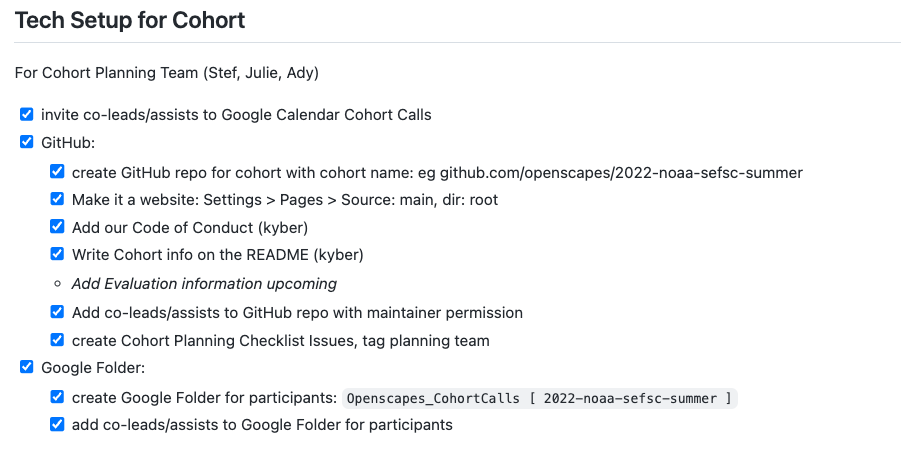 Tech Setup for Cohort
For Cohort Planning Team (Stef, Julie, Ady)
invite co-leads/assists to Google Calendar Cohort Calls
GitHub:
create GitHub repo for cohort with cohort name: eg github.com/openscapes/2022-noaa-sefsc-summer
Make it a website: Settings > Pages > Source: main, dir: root
Add our Code of Conduct (kyber)
Write Cohort info on the README (kyber)
Add Evaluation information upcoming
Add co-leads/assists to GitHub repo with maintainer permission
create Cohort Planning Checklist Issues, tag planning team
Google Folder:
create Google Folder for participants: Openscapes_CohortCalls [ 2022-noaa-sefsc-summer ]
add co-leads/assists to Google Folder for participants